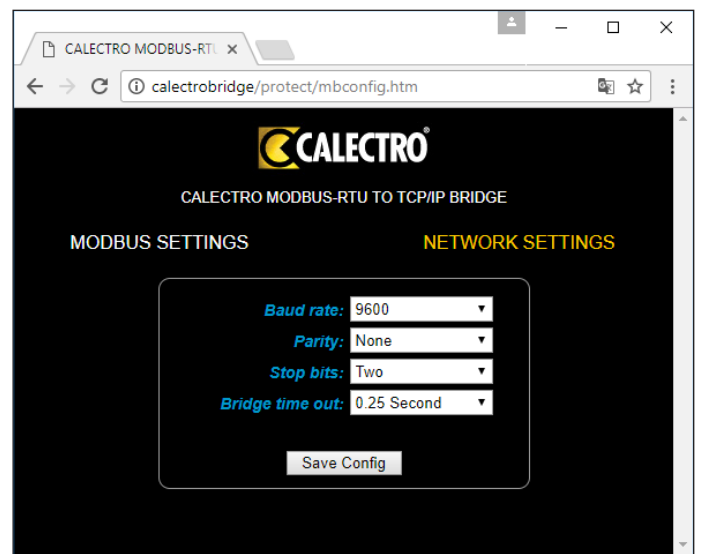 CALECTRO MODBUS-RTU
calectrobridge/protect/mbconfig.htm
CALECTRO®
CALECTRO MODBUS-RTU TO TCP/IP BRIDGE
MODBUS SETTINGS NETWORK SETTINGS
Baud rate: 9600
Parity: None
Stop bits: Two
Bridge time out: 0.25 Second
Save Config